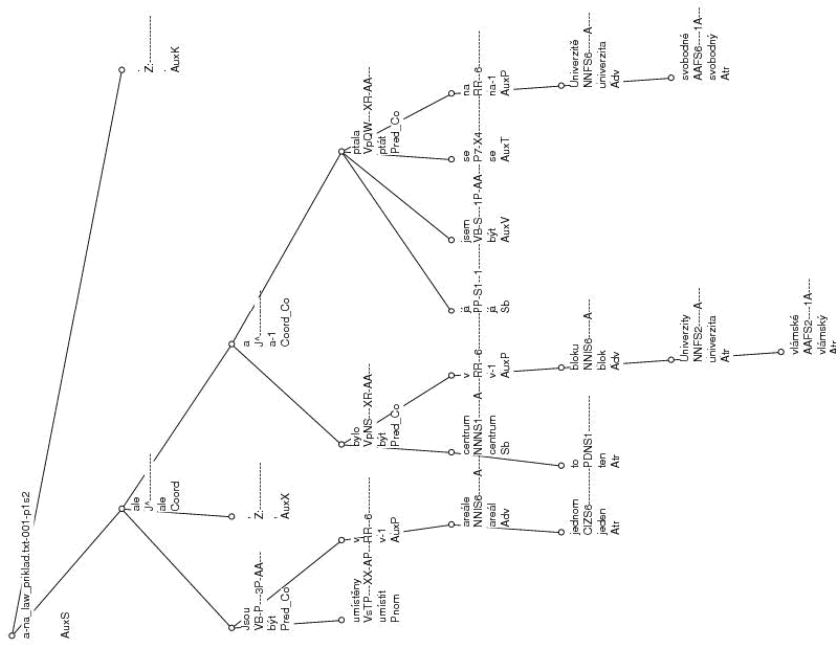 a-na_law_priklad.txt-001-p1s2
AuxS
.
Z:-------------
.
AuxK
ale
J^-------------
ale
Coord
Jsou
VB-P---3P-AA---
být
Pred_Co
,
Z:-------------
,
AuxX
a
J^-------------
a-1
Coord_Co
umístěny
VsTP---XX-AP---
umístit
Pnom
v
RR--6----------
v-1
AuxP
bylo
VpNS---XR-AA---
být
Pred_Co
ptala
VpQW---XR-AA---
ptát
Pred_Co
areále
NNIS6-----A----
areál
Adv
centrum
NNNS1-----A----
centrum
Sb
v
RR--6----------
v-1
AuxP
já
PP-S1--1-------
já
Sb
jsem
VB-S---1P-AA---
být
AuxV
se
P7-X4----------
se
AuxT
na
RR--6----------
na-1
AuxP
jednom
ClZS6----------
jeden
Atr
to
PDNS1----------
ten
Atr
bloku
NNIS6-----A----
blok
Adv
Univerzitě
NNFS6-----A----
univerzita
Adv
Univerzity
NNFS2-----A----
univerzita
Atr
svobodné
AAFS6----1A----
svobodný
Atr
vlámské
AAFS2----1A----
vlámský
Atr